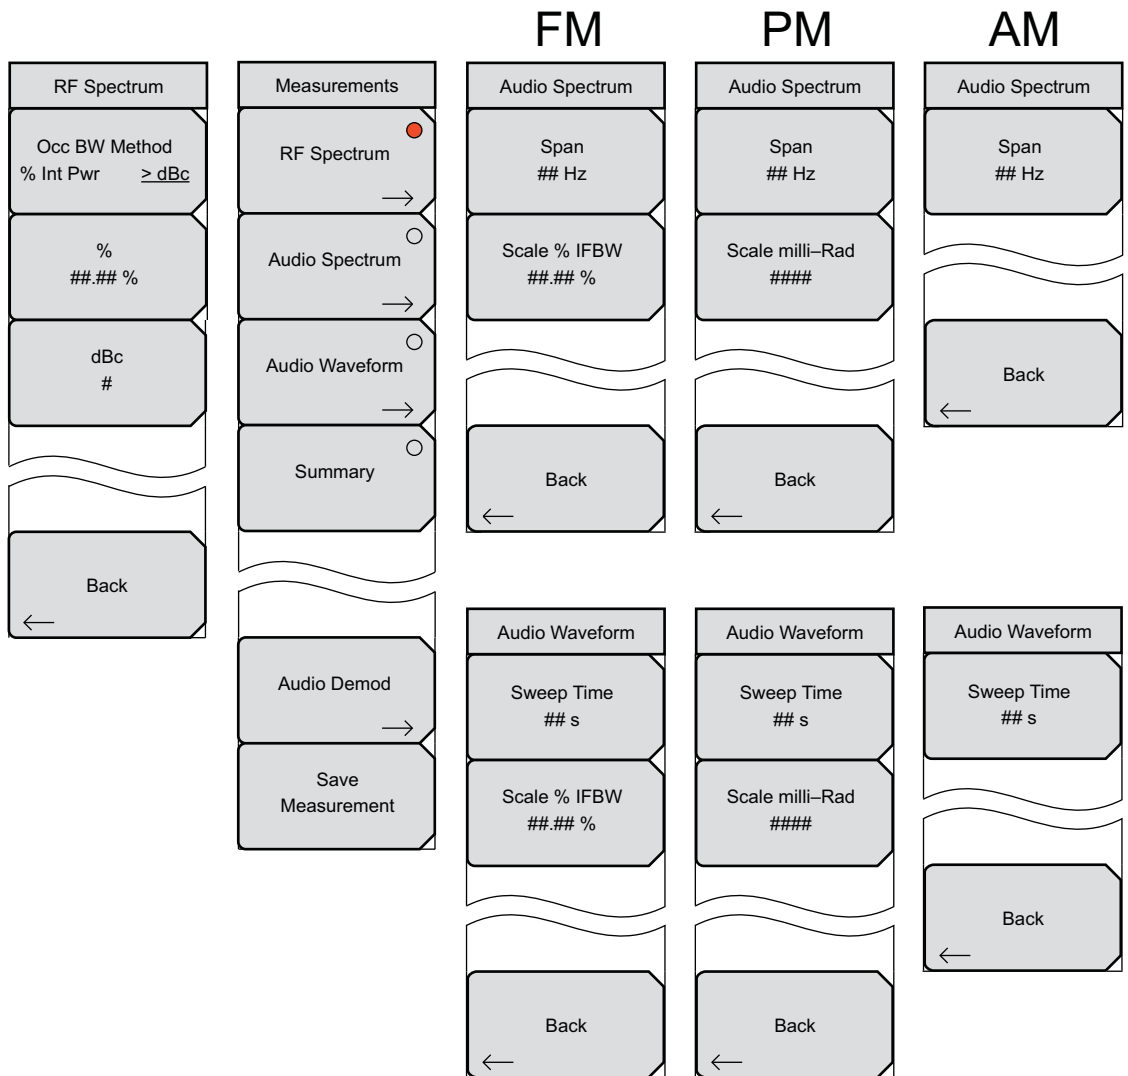 FM
PM
AM
RF Spectrum
Occ BW Method
% Int Pwr > dBc
%
##.## %
dBc
#
Back
Measurements
RF Spectrum
Audio Spectrum
Audio Waveform
Summary
Audio Demod
Save
Measurement
Audio Spectrum
Span
## Hz
Scale % IFBW
##.## %
Back
Audio Spectrum
Span
## Hz
Scale milli–Rad
####
Back
Audio Spectrum
Span
## Hz
Back
Audio Waveform
Sweep Time
## s
Scale % IFBW
##.## %
Back
Audio Waveform
Sweep Time
## s
Scale milli–Rad
####
Back
Audio Waveform
Sweep Time
## s
Back